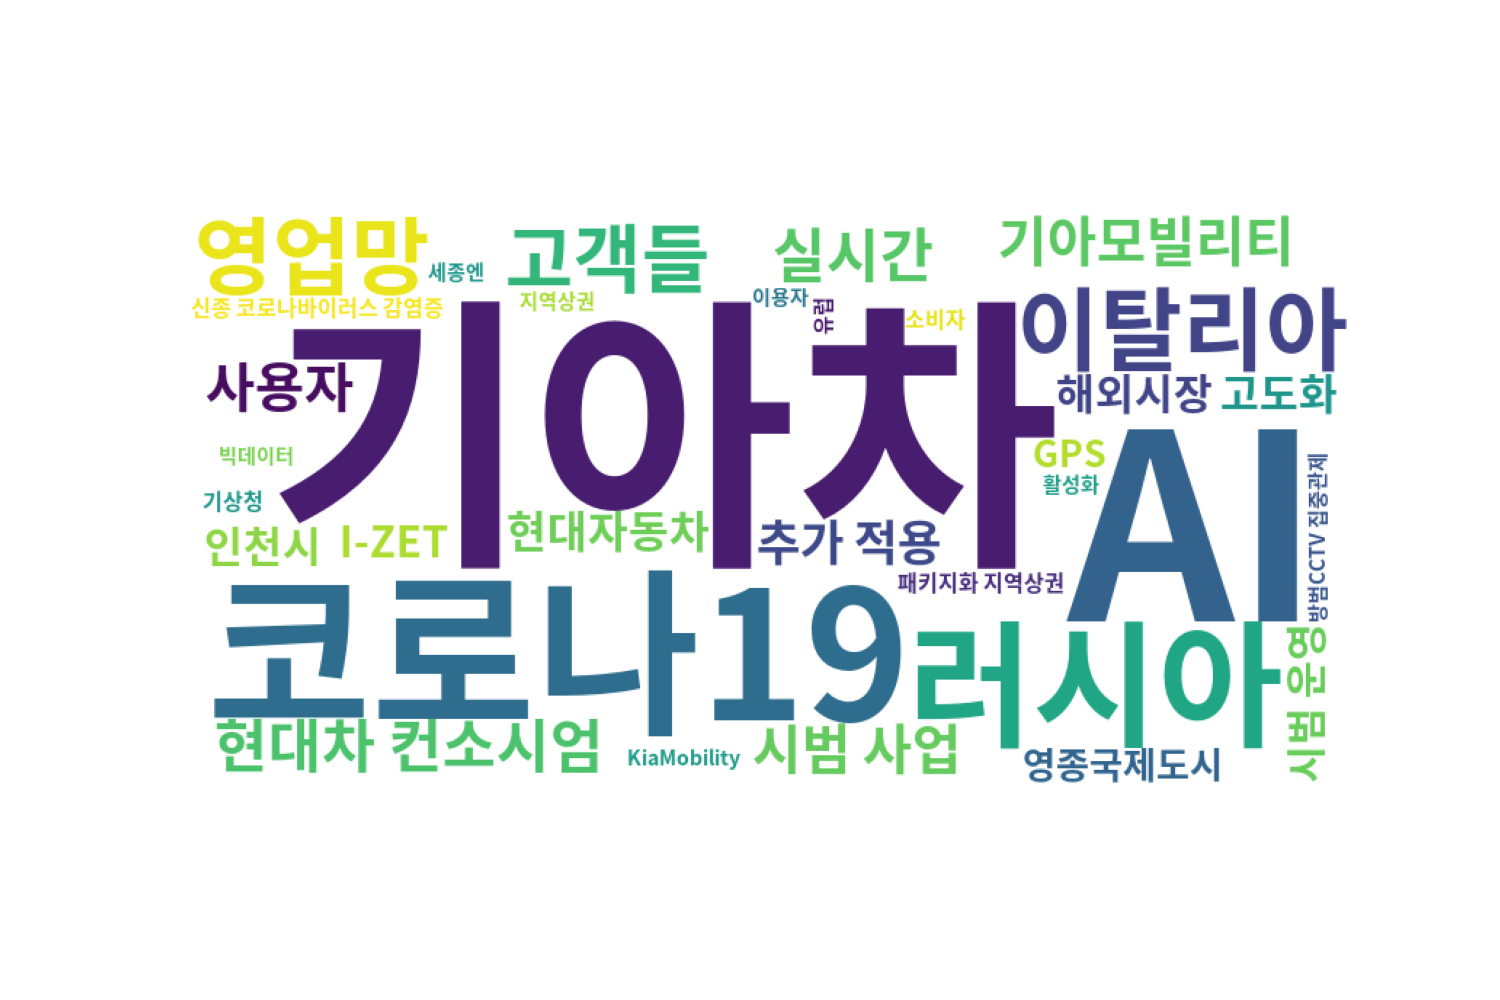 영업망
고객들
실시간
기아모빌리티
세종엔
신종 코로나바이러스 감염증
지역상권
이용자
유럽
소비자
이탈리아
기아차
사용자
해외시장
고도화
빅데이터
GPS
활성화
AI
방범CCTV 집중관제
기상청
인천시
I-ZET
현대자동차
추가 적용
패키지화 지역상권
코로나19
러시아
시범 운영
현대차 컨소시엄
KiaMobility
시범 사업
영종국제도시